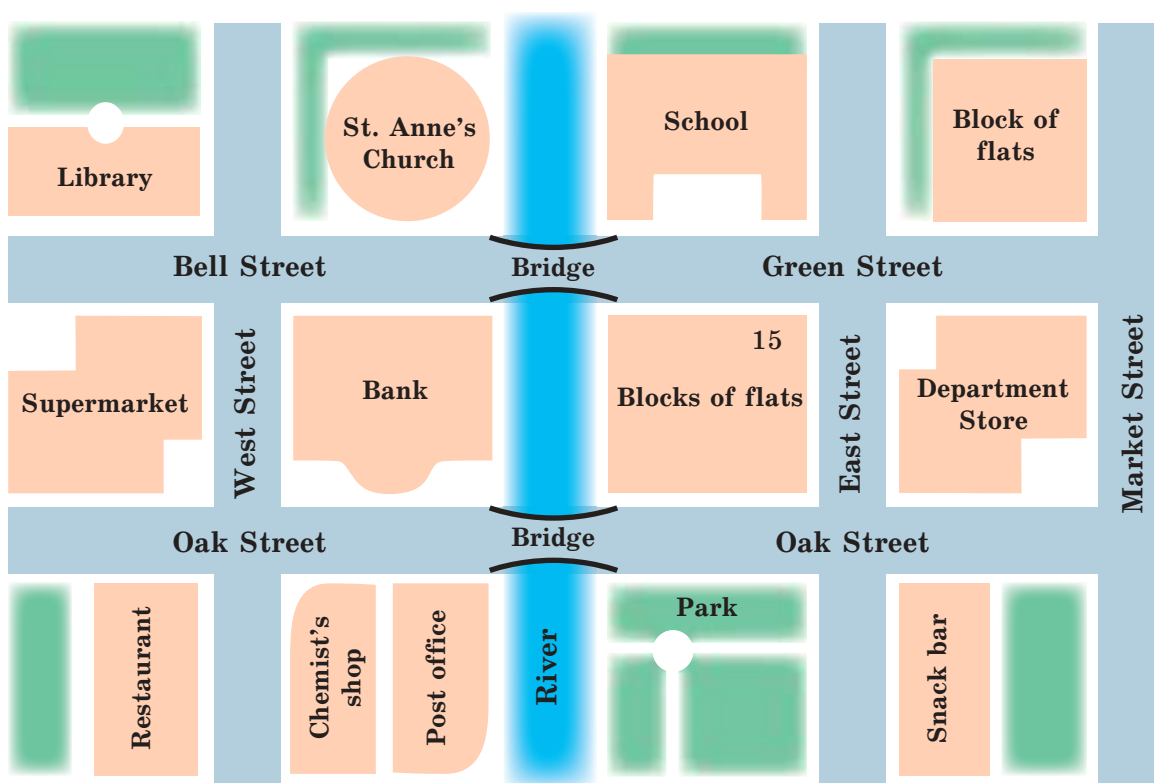 St. Anne's
Church
School
Block of
flats
Library
Bell Street
Bridge
Green Street
15
Supermarket
West Street
Bank
Blocks of flats
East Street
Department
Store
Market Street
Oak Street
Bridge
Oak Street
Restaurant
Chemist's
shop
Post office
River
Park
Snack bar